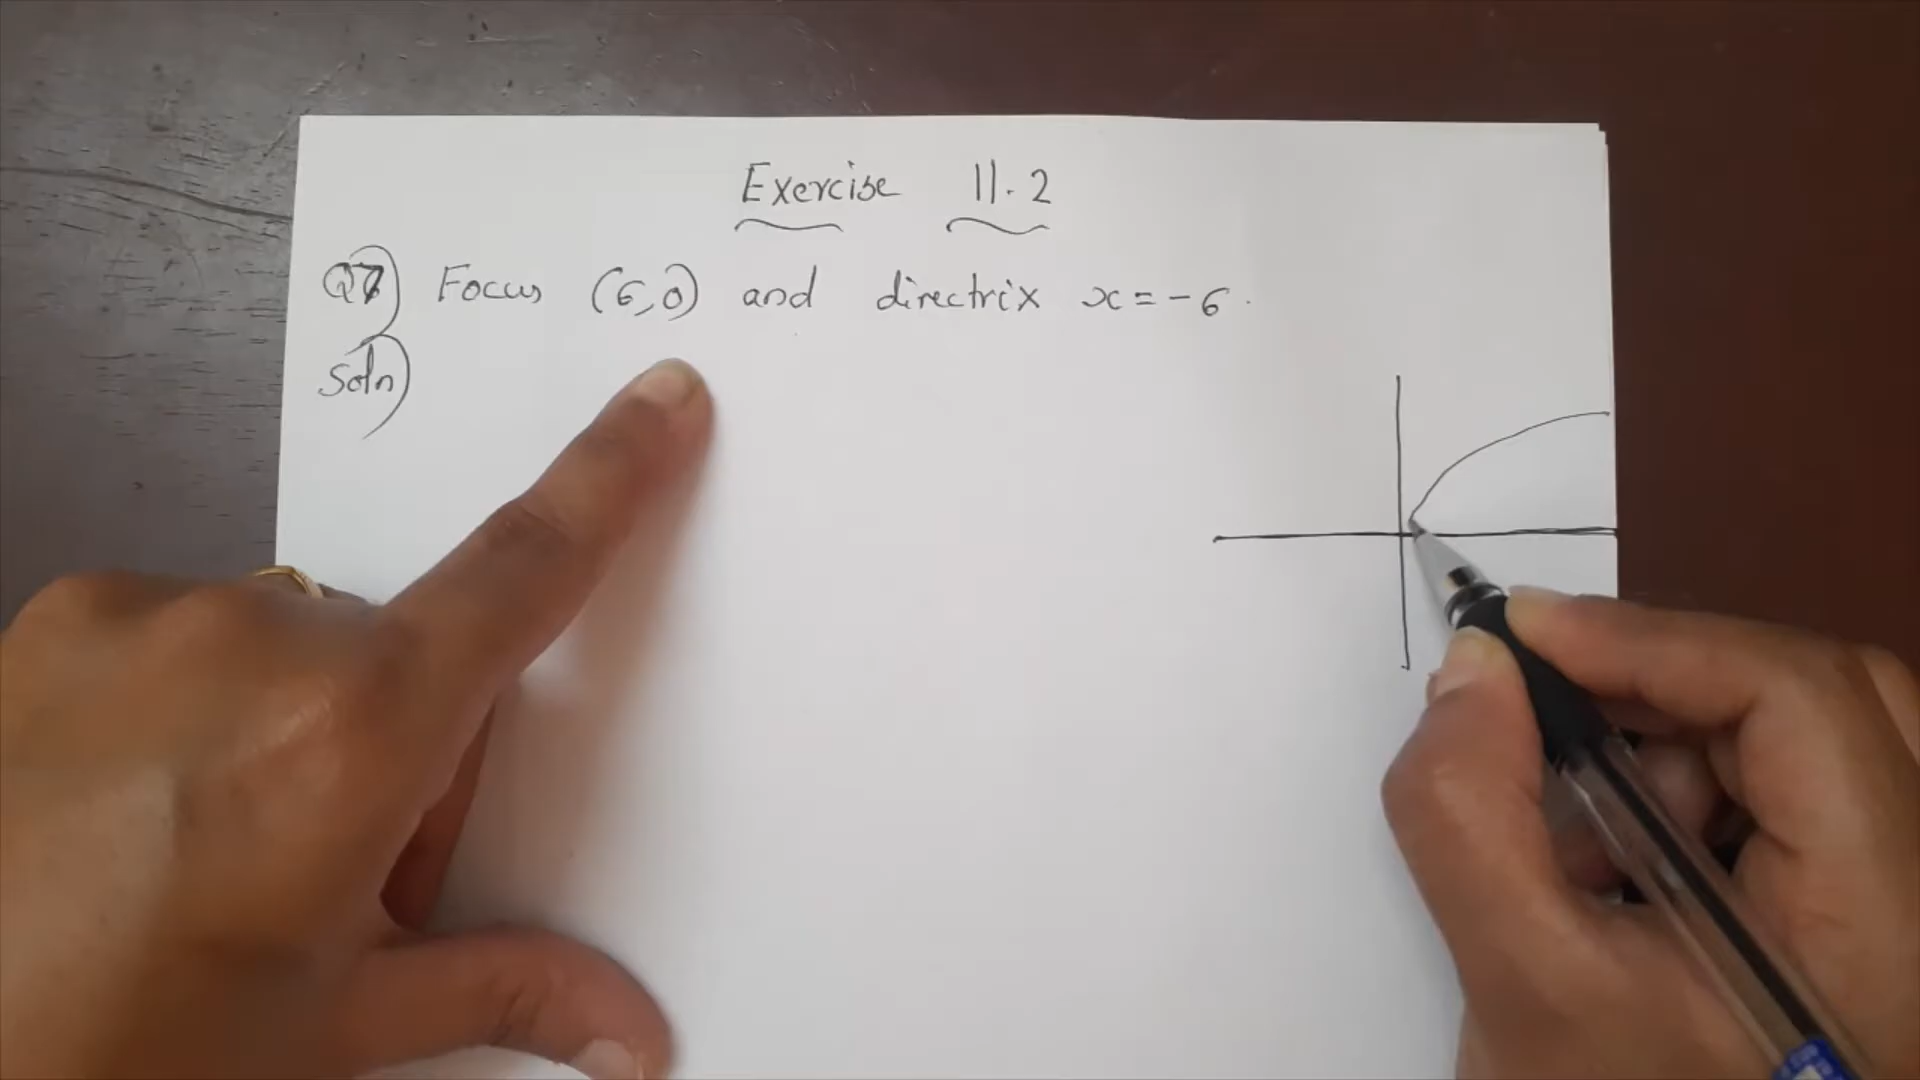 Exercise 11.2
Q7) Focus (6,0) and directrix x = -6.
Soln)